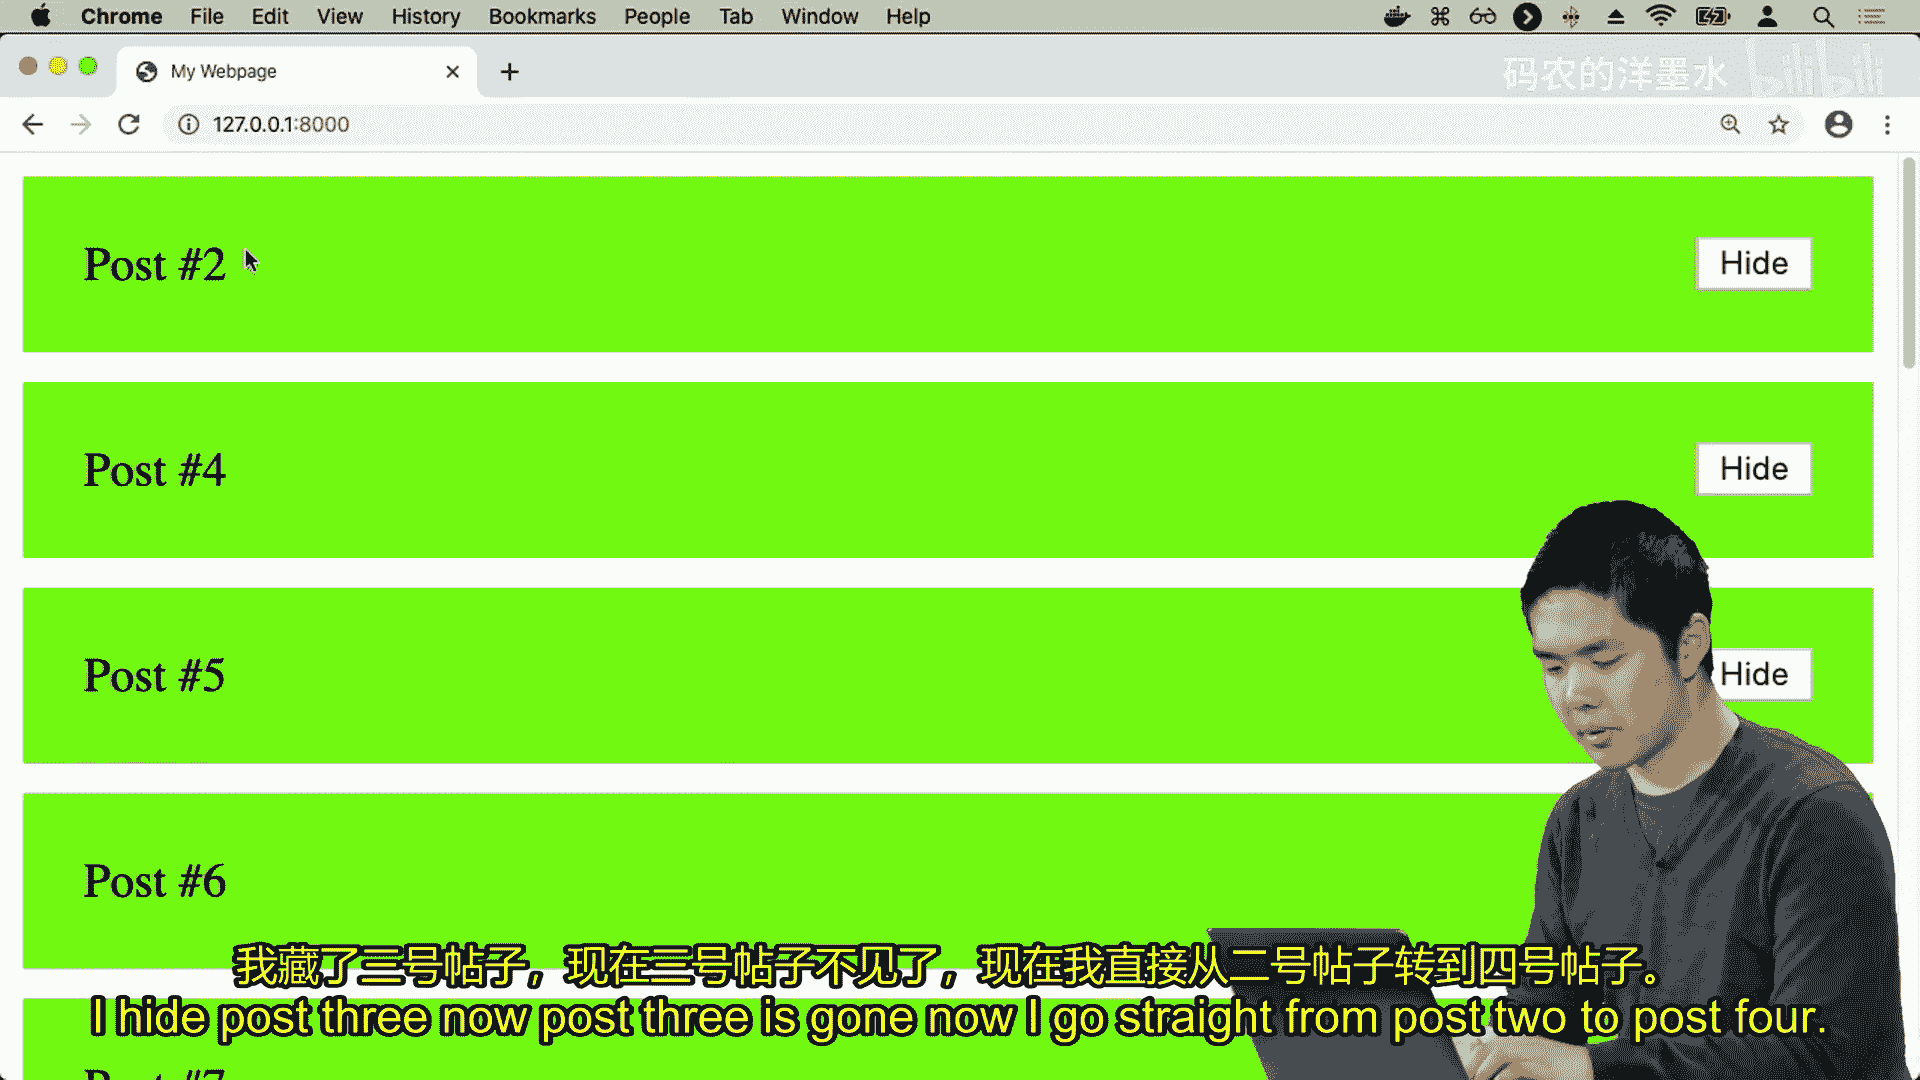 Chrome File Edit View History Bookmarks People Tab Window Help
My Webpage
码农的洋墨水 bilibili
127.0.0.1:8000
Post #2 Hide
Post #4 Hide
Post #5 Hide
Post #6
Post #7
我藏了三号帖子，现在三号帖子不见了，现在我直接从二号帖子转到四号帖子。
I hide post three now post three is gone now I go straight from post two to post four.